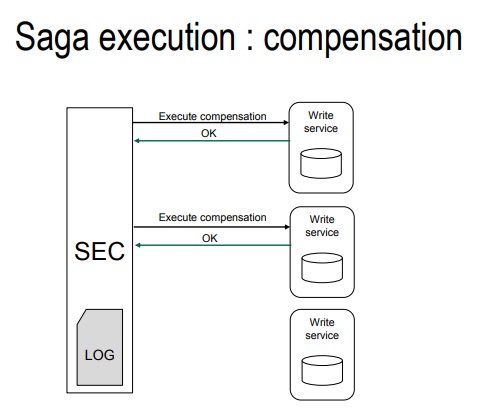 Saga execution : compensation
Execute compensation
OK
Write
service
Execute compensation
OK
Write
service
SEC
LOG
Write
service